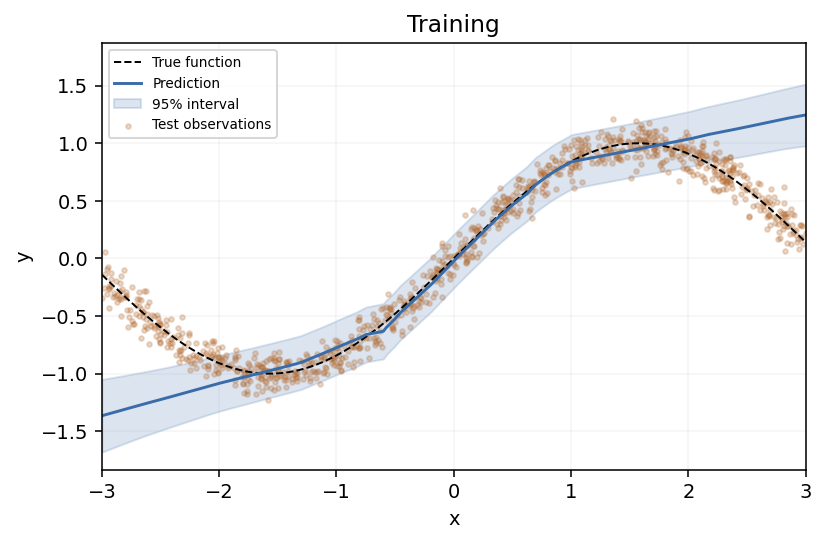 Training
True function
Prediction
95% interval
Test observations
y
1.5
1.0
0.5
0.0
−0.5
−1.0
−1.5
−3
−2
−1
0
1
2
3
x